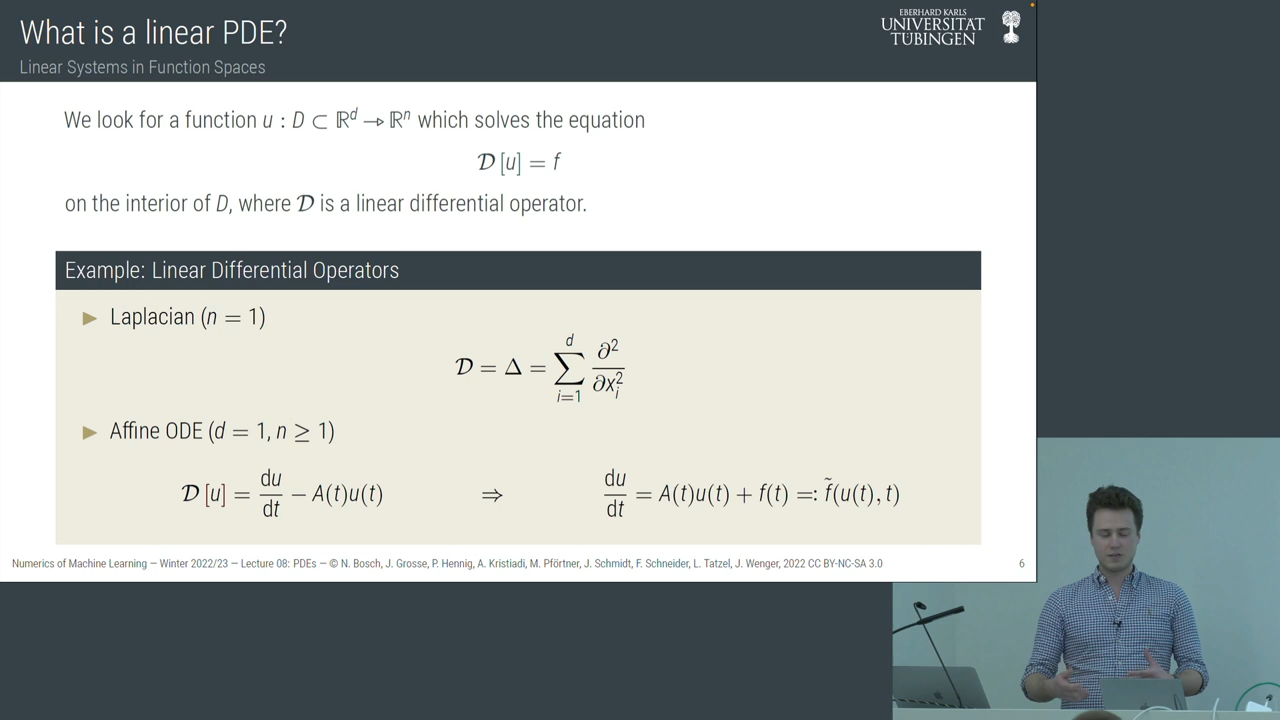 What is a linear PDE?
Linear Systems in Function Spaces
EBERHARD KARLS
UNIVERSITÄT
TÜBINGEN
We look for a function u : D ⊂ ℝᵈ → ℝⁿ which solves the equation
𝒟 [u] = f
on the interior of D, where 𝒟 is a linear differential operator.
Example: Linear Differential Operators
▶ Laplacian (n = 1)
𝒟 = Δ = ∑_{i=1}^{d} ∂²/∂x_i²
▶ Affine ODE (d = 1, n ≥ 1)
𝒟 [u] = du/dt − A(t)u(t) ⇒ du/dt = A(t)u(t) + f(t) =: f̃(u(t), t)
Numerics of Machine Learning — Winter 2022/23 — Lecture 08: PDEs — © N. Bosch, J. Grosse, P. Hennig, A. Kristiadi, M. Pförtner, J. Schmidt, F. Schneider, L. Tatzel, J. Wenger, 2022 CC BY-NC-SA 3.0
6